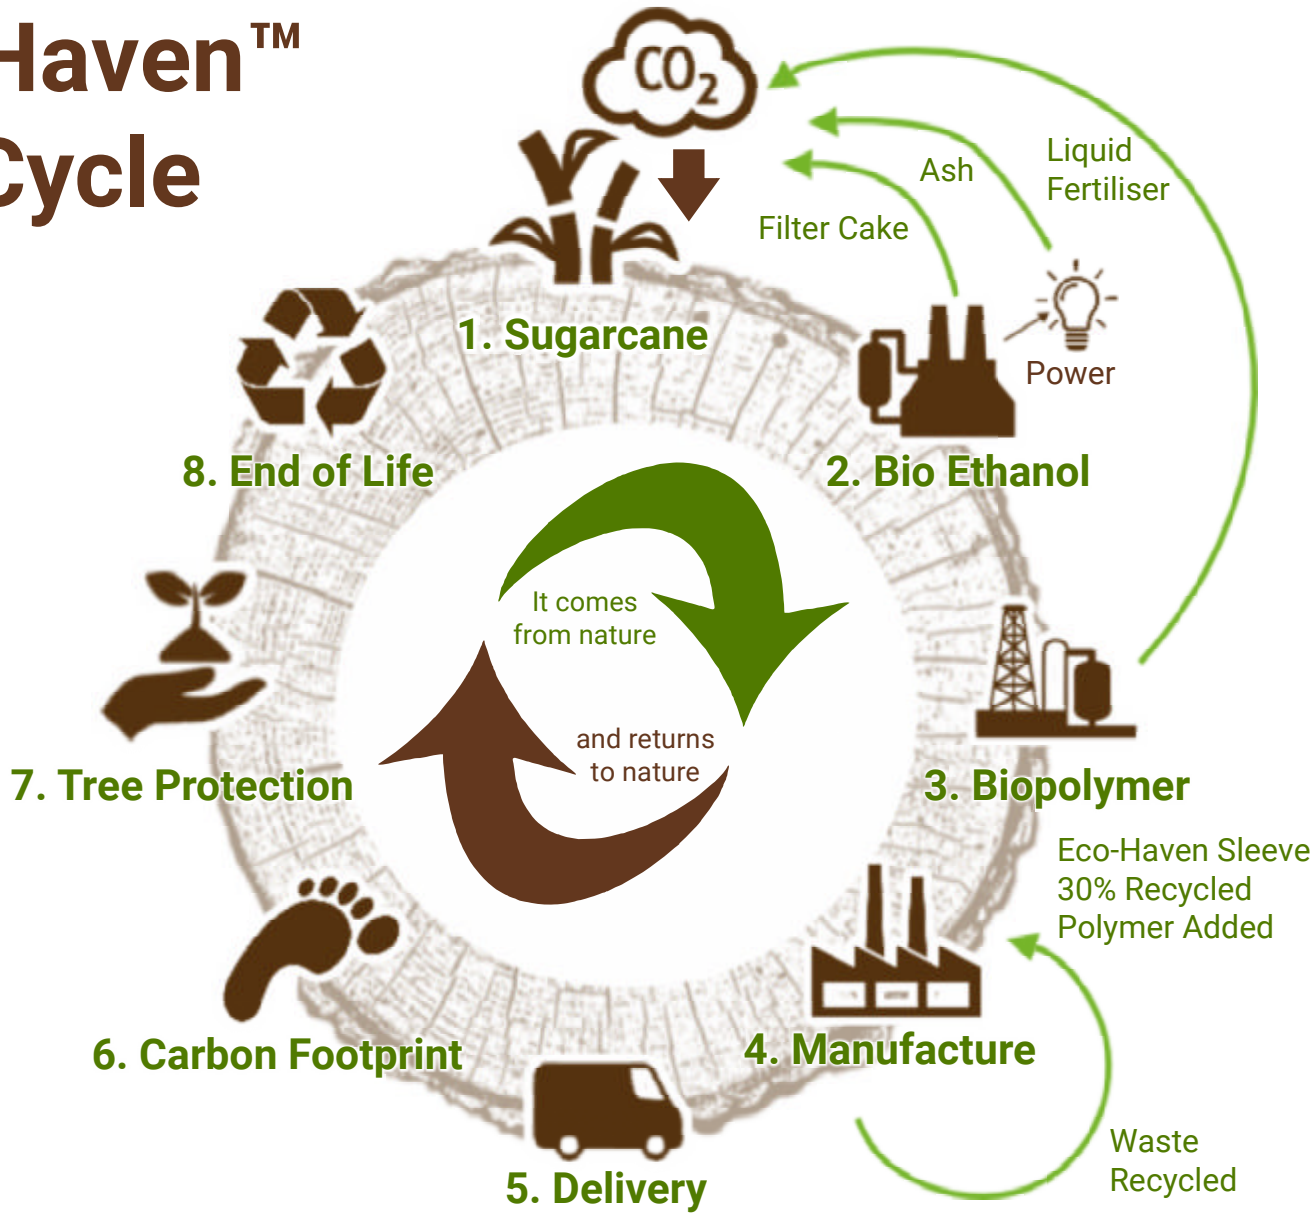 Haven™
Cycle
CO₂
Ash
Liquid
Fertiliser
Filter Cake
1. Sugarcane
Power
2. Bio Ethanol
8. End of Life
It comes
from nature
and returns
to nature
7. Tree Protection
3. Biopolymer
Eco-Haven Sleeve
30% Recycled
Polymer Added
6. Carbon Footprint
4. Manufacture
Waste
Recycled
5. Delivery